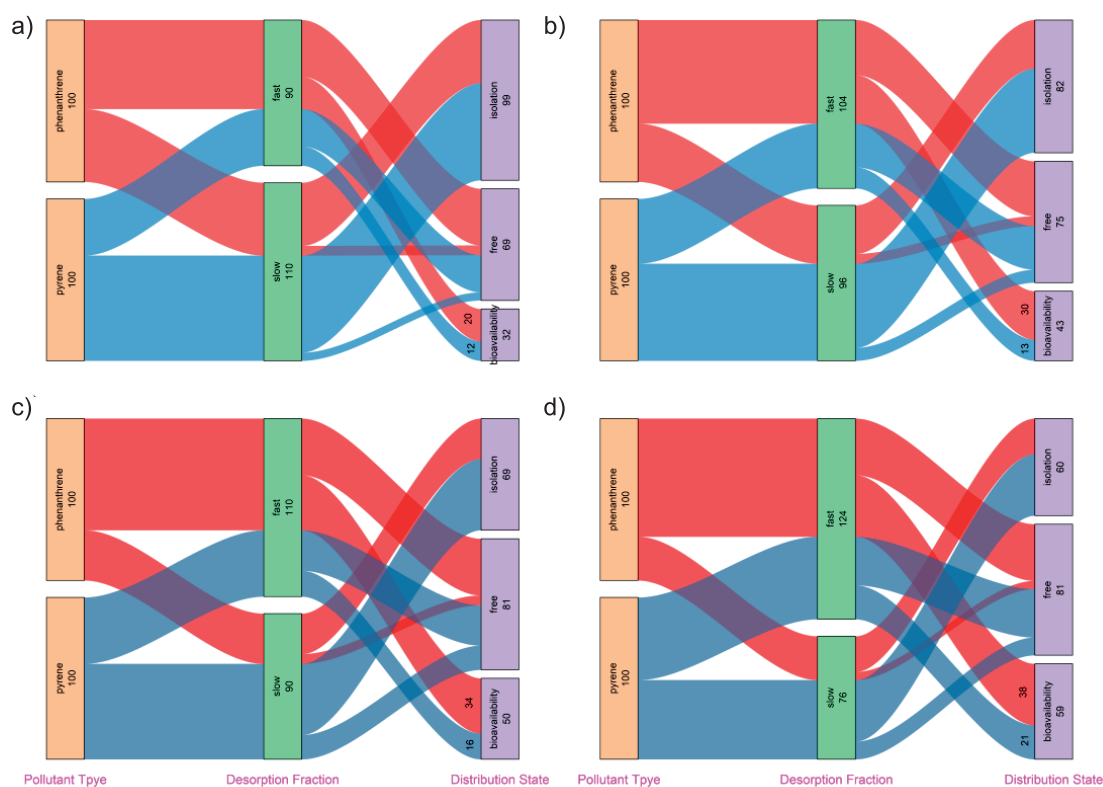 a)
phenanthrene
100
pyrene
100
fast
90
slow
110
isolation
99
free
69
bioavailability
32
20
12
b)
phenanthrene
100
pyrene
100
fast
104
slow
96
isolation
82
free
75
bioavailability
43
30
13
c)
phenanthrene
100
pyrene
100
fast
110
slow
90
isolation
69
free
81
bioavailability
50
34
16
Pollutant Tpye
Desorption Fraction
Distribution State
d)
phenanthrene
100
pyrene
100
fast
124
slow
76
isolation
60
free
81
bioavailability
59
38
21
Pollutant Tpye
Desorption Fraction
Distribution State